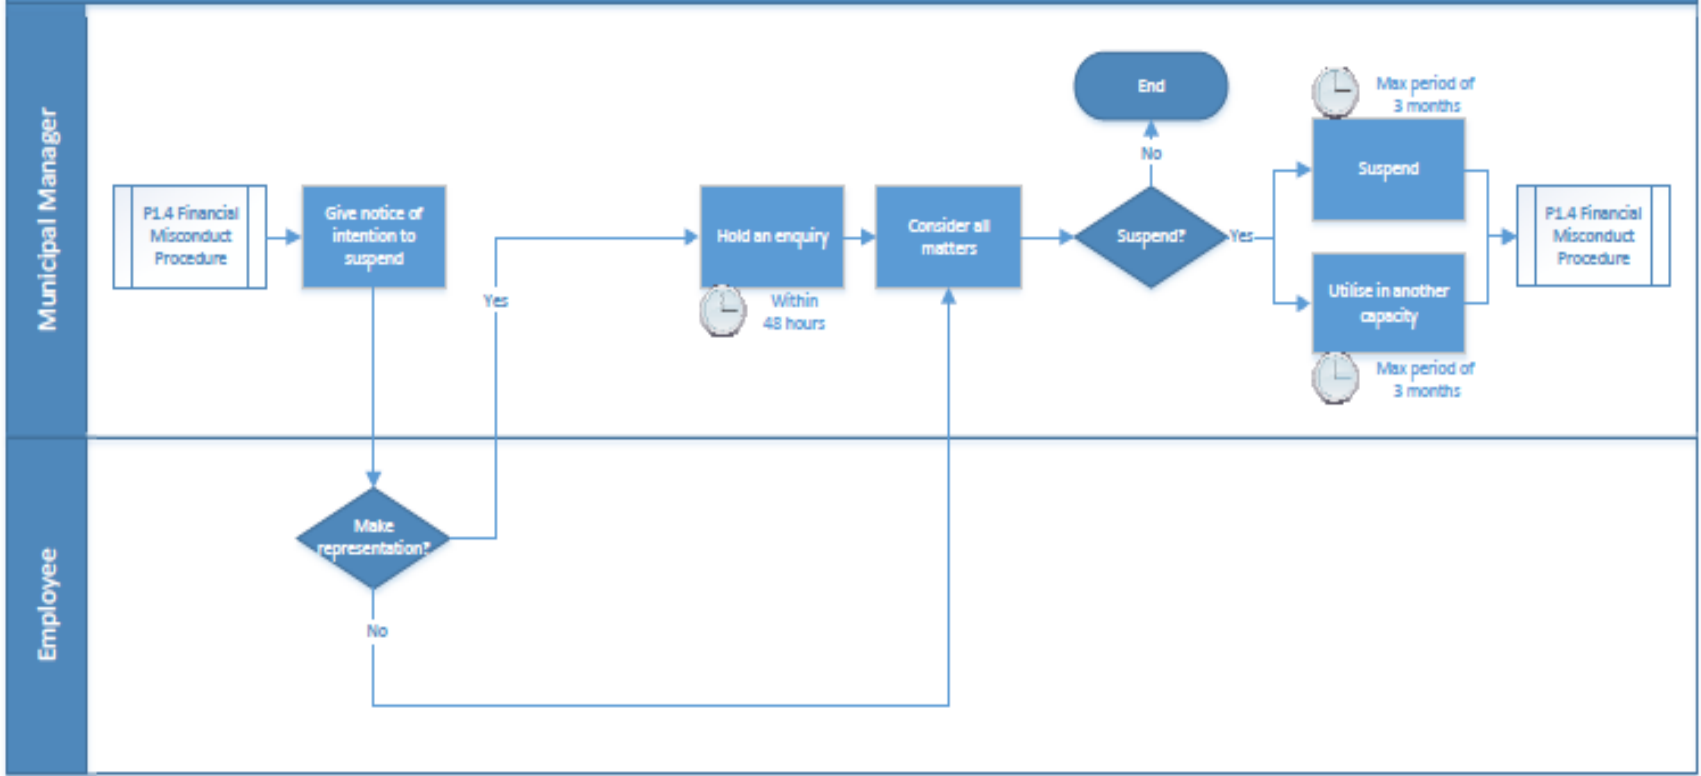 Municipal Manager
P1.4 Financial
Misconduct
Procedure
Give notice of
intention to
suspend
Yes
Hold an enquiry
Within
48 hours
Consider all
matters
End
No
Suspend?
Yes
Max period of
3 months
Suspend
Utilise in another
capacity
Max period of
3 months
P1.4 Financial
Misconduct
Procedure
Employee
Make
representation?
No